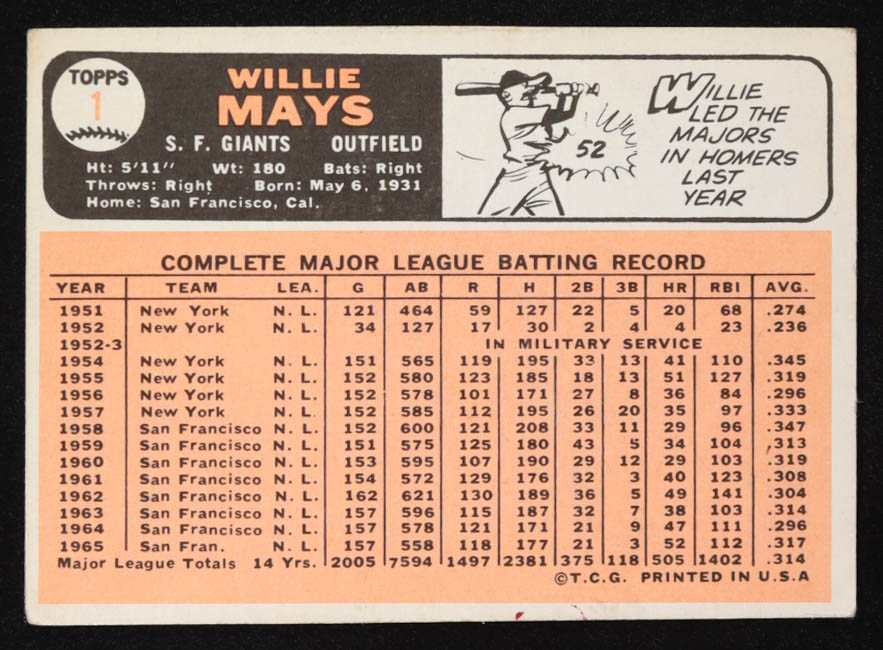 TOPPS
1
WILLIE
MAYS
S. F. GIANTS OUTFIELD
Ht: 5'11" Wt: 180 Bats: Right
Throws: Right Born: May 6, 1931
Home: San Francisco, Cal.
52
WILLIE
LED THE
MAJORS
IN HOMERS
LAST
YEAR
COMPLETE MAJOR LEAGUE BATTING RECORD
YEAR TEAM LEA. G AB R H 2B 3B HR RBI AVG.
1951 New York N. L. 121 464 59 127 22 5 20 68 .274
1952 New York N. L. 34 127 17 30 2 4 4 23 .236
1952-3 IN MILITARY SERVICE
1954 New York N. L. 151 565 119 195 33 13 41 110 .345
1955 New York N. L. 152 580 123 185 18 13 51 127 .319
1956 New York N. L. 152 578 101 171 27 8 36 84 .296
1957 New York N. L. 152 585 112 195 26 20 35 97 .333
1958 San Francisco N. L. 152 600 121 208 33 11 29 96 .347
1959 San Francisco N. L. 151 575 125 180 43 5 34 104 .313
1960 San Francisco N. L. 153 595 107 190 29 12 29 103 .319
1961 San Francisco N. L. 154 572 129 176 32 3 40 123 .308
1962 San Francisco N. L. 162 621 130 189 36 5 49 141 .304
1963 San Francisco N. L. 157 596 115 187 32 7 38 103 .314
1964 San Francisco N. L. 157 578 121 171 21 9 47 111 .296
1965 San Fran. N. L. 157 558 118 177 21 3 52 112 .317
Major League Totals 14 Yrs. 2005 7594 1497 2381 375 118 505 1402 .314
©T.C.G. PRINTED IN U.S.A